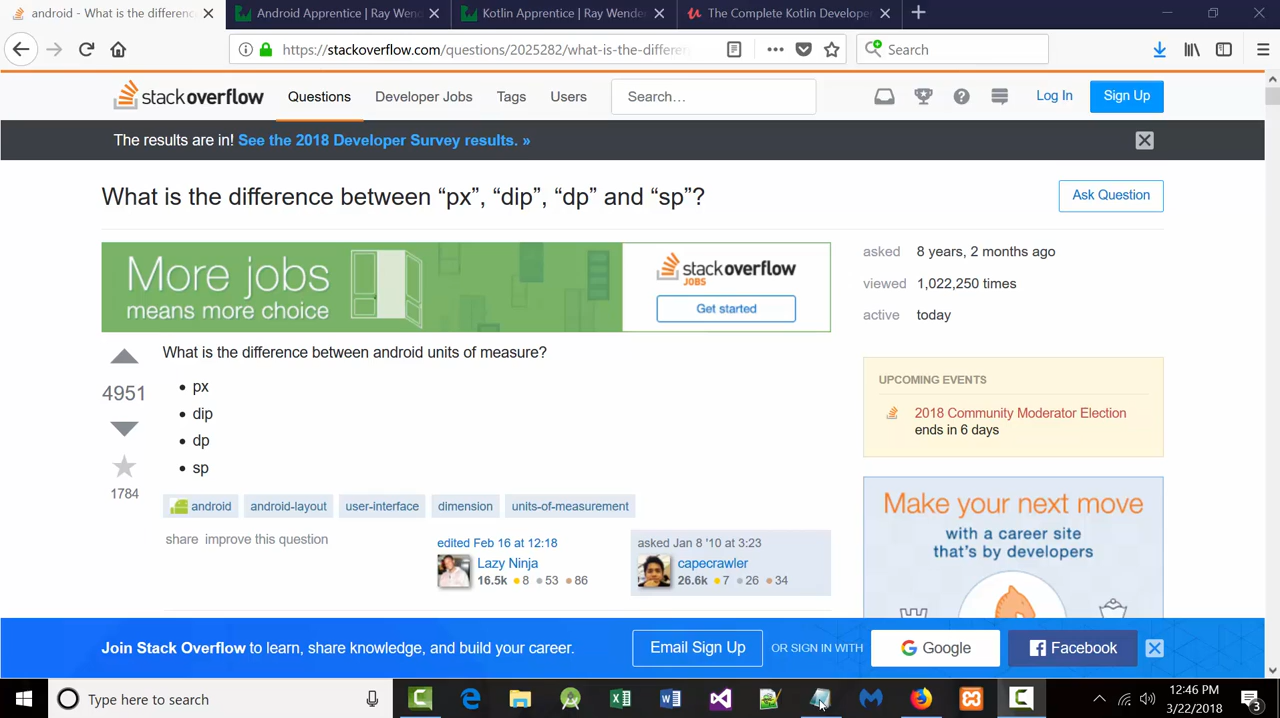 android - What is the differenc
Android Apprentice | Ray Wend
Kotlin Apprentice | Ray Wende
The Complete Kotlin Develope
https://stackoverflow.com/questions/2025282/what-is-the-differe
Search
stackoverflow
Questions
Developer Jobs
Tags
Users
Search…
Log In
Sign Up
The results are in! See the 2018 Developer Survey results. »
What is the difference between “px”, “dip”, “dp” and “sp”?
Ask Question
More jobs
means more choice
stackoverflow
JOBS
Get started
asked 8 years, 2 months ago
viewed 1,022,250 times
active today
4951
1784
What is the difference between android units of measure?
• px
• dip
• dp
• sp
android android-layout user-interface dimension units-of-measurement
share improve this question
edited Feb 16 at 12:18
Lazy Ninja
16.5k 8 53 86
asked Jan 8 '10 at 3:23
capecrawler
26.6k 7 26 34
UPCOMING EVENTS
2018 Community Moderator Election
ends in 6 days
Make your next move
with a career site
that's by developers
Join Stack Overflow to learn, share knowledge, and build your career.
Email Sign Up
OR SIGN IN WITH
Google
Facebook
Type here to search
12:46 PM
3/22/2018
3